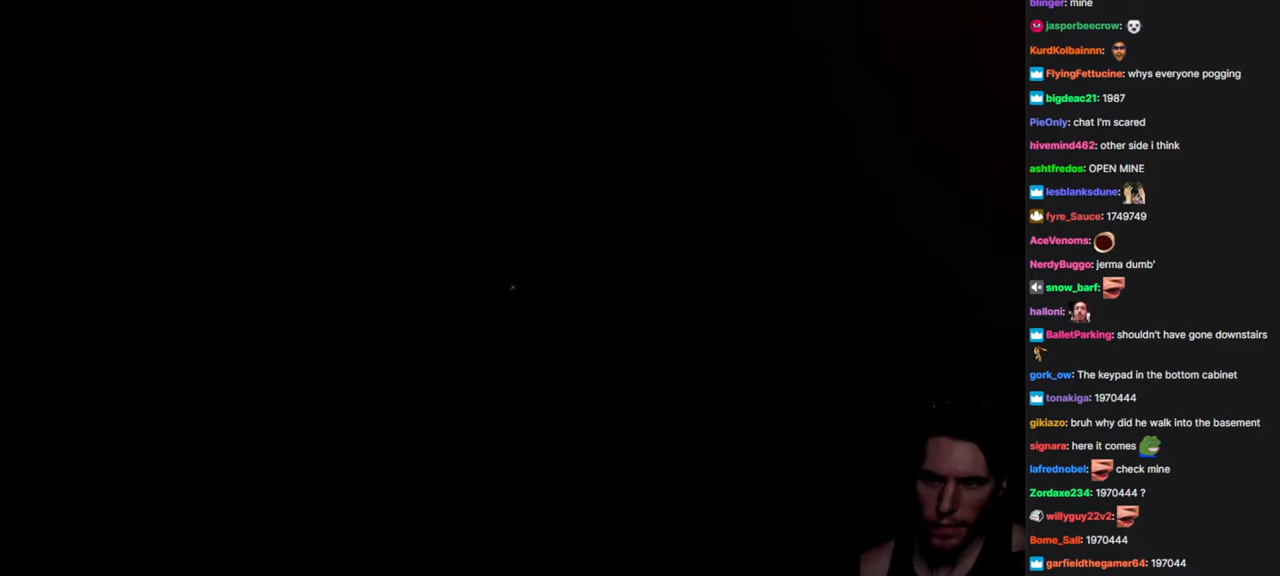 blinger: mine
jasperbeecrow:
KurdKolbainnn:
FlyingFettucine: whys everyone pogging
bigdeac21: 1987
PieOnly: chat I'm scared
hivemind462: other side i think
ashtfredos: OPEN MINE
lesblanksdune:
fyre_Sauce: 1749749
AceVenoms:
NerdyBuggo: jerma dumb'
snow_barf:
halloni:
BalletParking: shouldn't have gone downstairs
gork_ow: The keypad in the bottom cabinet
tonakiga: 1970444
gikiazo: bruh why did he walk into the basement
signara: here it comes
lafrednobel: check mine
Zordaxe234: 1970444 ?
willyguy22v2:
Bome_Sall: 1970444
garfieldthegamer64: 197044